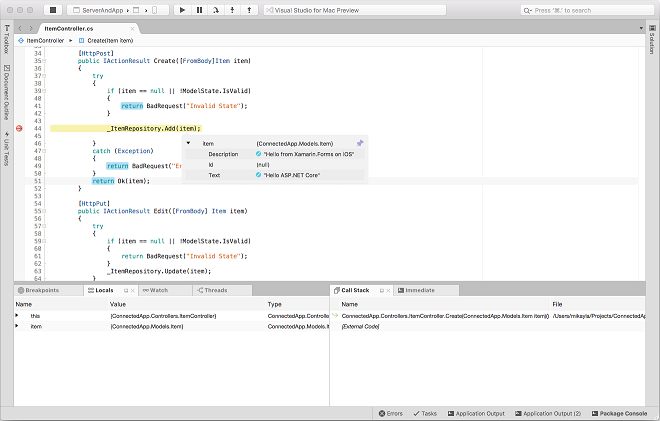 ServerAndApp
Visual Studio for Mac Preview
Press '⌘.' to search
ItemController.cs
ItemController
Create(Item item)
Toolbox
Document Outline
Unit Tests
Solution
34
35 [HttpPost]
36 public IActionResult Create([FromBody]Item item)
37 {
38 try
39 {
40 if (item == null || !ModelState.IsValid)
41 {
42 return BadRequest("Invalid State");
43 }
44 _ItemRepository.Add(item);
item {ConnectedApp.Models.Item}
46 }
Description "Hello from Xamarin.Forms on iOS"
47 catch (Exception)
48 {
Id (null)
49 return BadRequest("Er
Text "Hello ASP.NET Core"
50 }
51 return Ok(item);
52 }
53
54 [HttpPut]
55 public IActionResult Edit([FromBody] Item item)
56 {
57 try
58 {
59 if (item == null || !ModelState.IsValid)
60 {
61 return BadRequest("Invalid State");
62 }
63 _ItemRepository.Update(item);
64 }
Breakpoints
Locals
Watch
Threads
Call Stack
Immediate
Name Value Type
this {ConnectedApp.Controllers.ItemController} ConnectedApp.Controlle
item {ConnectedApp.Models.Item} ConnectedApp.Models.It
Name File
ConnectedApp.Controllers.ItemController.Create(ConnectedApp.Models.Item item)() /Users/mikayla/Projects/ConnectedAp
[External Code]
Errors
Tasks
Application Output
Application Output (2)
Package Console